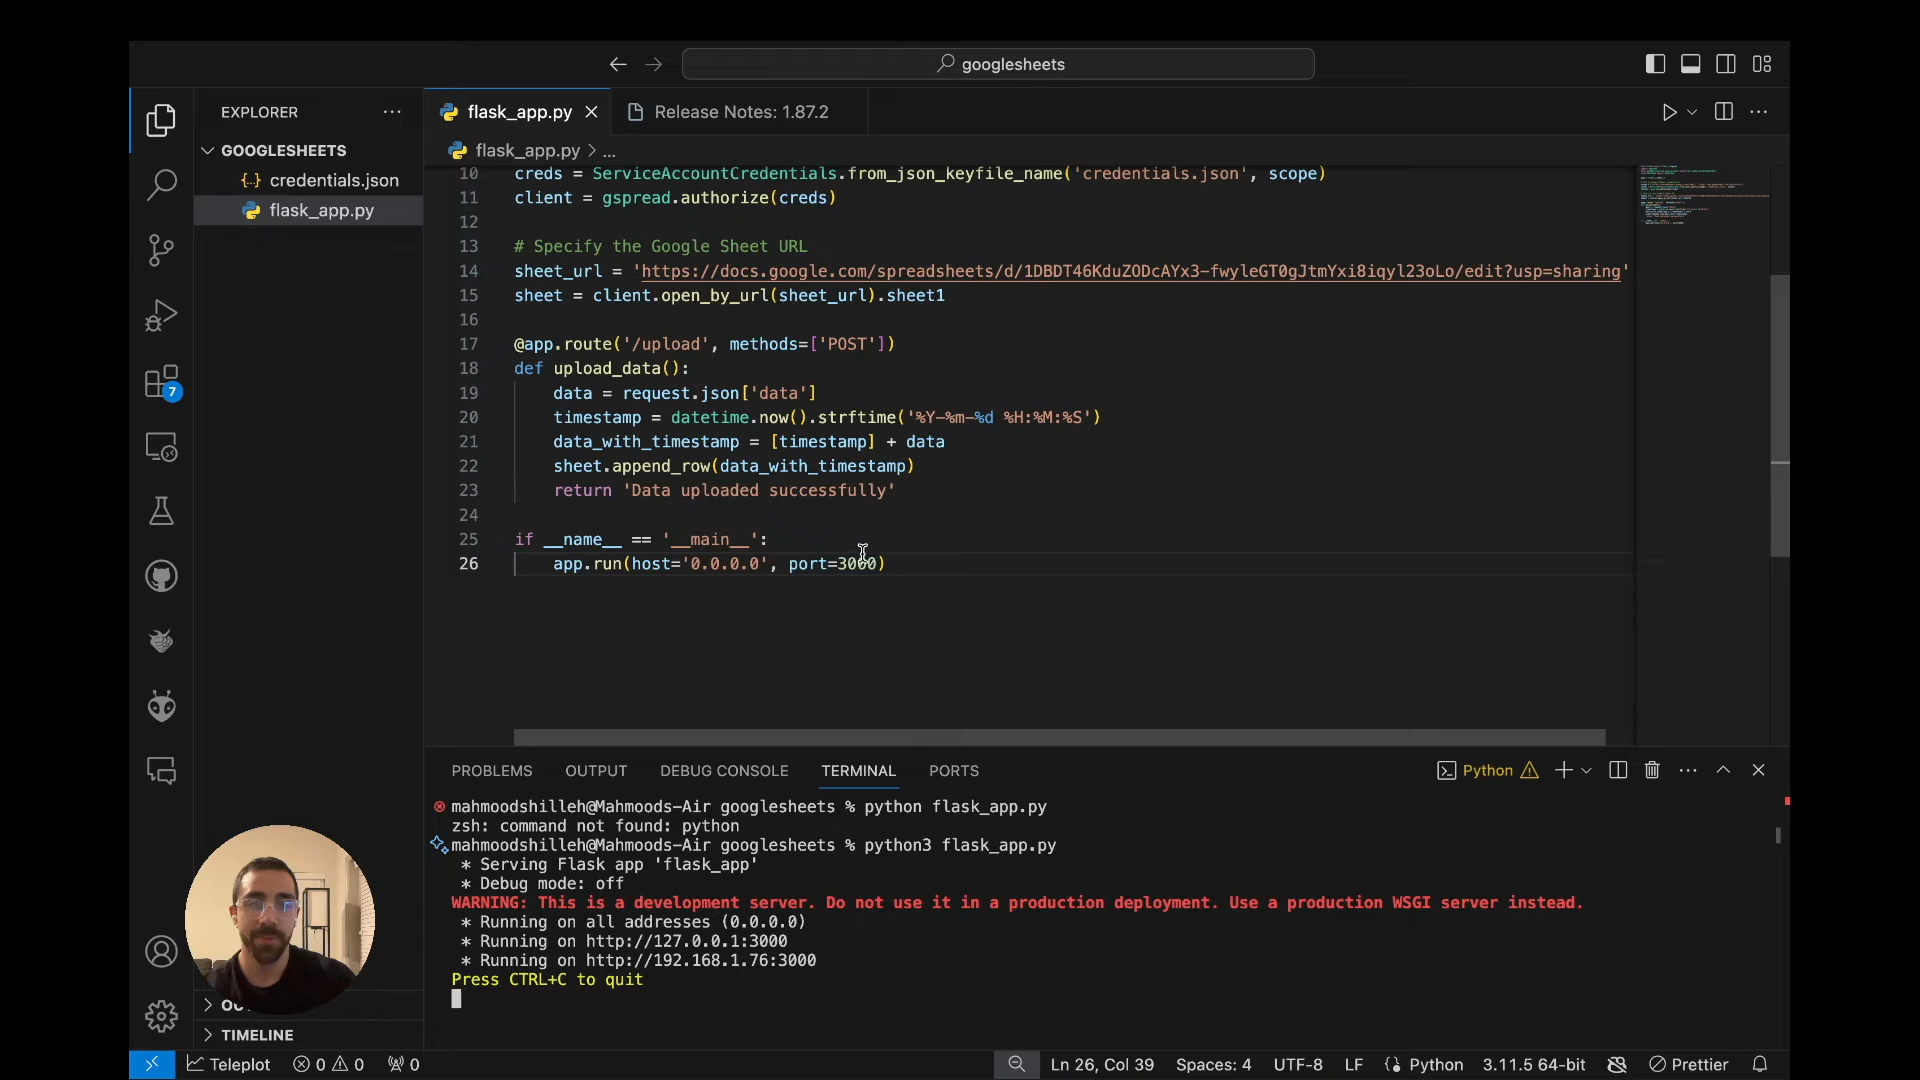 googlesheets
EXPLORER
GOOGLESHEETS
credentials.json
flask_app.py
7
flask_app.py
Release Notes: 1.87.2
flask_app.py > ...
10 creds = ServiceAccountCredentials.from_json_keyfile_name('credentials.json', scope)
11 client = gspread.authorize(creds)
12
13 # Specify the Google Sheet URL
14 sheet_url = 'https://docs.google.com/spreadsheets/d/1DBDT46KduZODcAYx3-fwyleGT0gJtmYxi8iqyl23oLo/edit?usp=sharing'
15 sheet = client.open_by_url(sheet_url).sheet1
16
17 @app.route('/upload', methods=['POST'])
18 def upload_data():
19 data = request.json['data']
20 timestamp = datetime.now().strftime('%Y-%m-%d %H:%M:%S')
21 data_with_timestamp = [timestamp] + data
22 sheet.append_row(data_with_timestamp)
23 return 'Data uploaded successfully'
24
25 if __name__ == '__main__':
26 app.run(host='0.0.0.0', port=3000)
PROBLEMS OUTPUT DEBUG CONSOLE TERMINAL PORTS
Python
mahmoodshilleh@Mahmoods-Air googlesheets % python flask_app.py
zsh: command not found: python
mahmoodshilleh@Mahmoods-Air googlesheets % python3 flask_app.py
* Serving Flask app 'flask_app'
* Debug mode: off
WARNING: This is a development server. Do not use it in a production deployment. Use a production WSGI server instead.
* Running on all addresses (0.0.0.0)
* Running on http://127.0.0.1:3000
* Running on http://192.168.1.76:3000
Press CTRL+C to quit
TIMELINE
Teleplot 0 0 0
Ln 26, Col 39 Spaces: 4 UTF-8 LF Python 3.11.5 64-bit Prettier